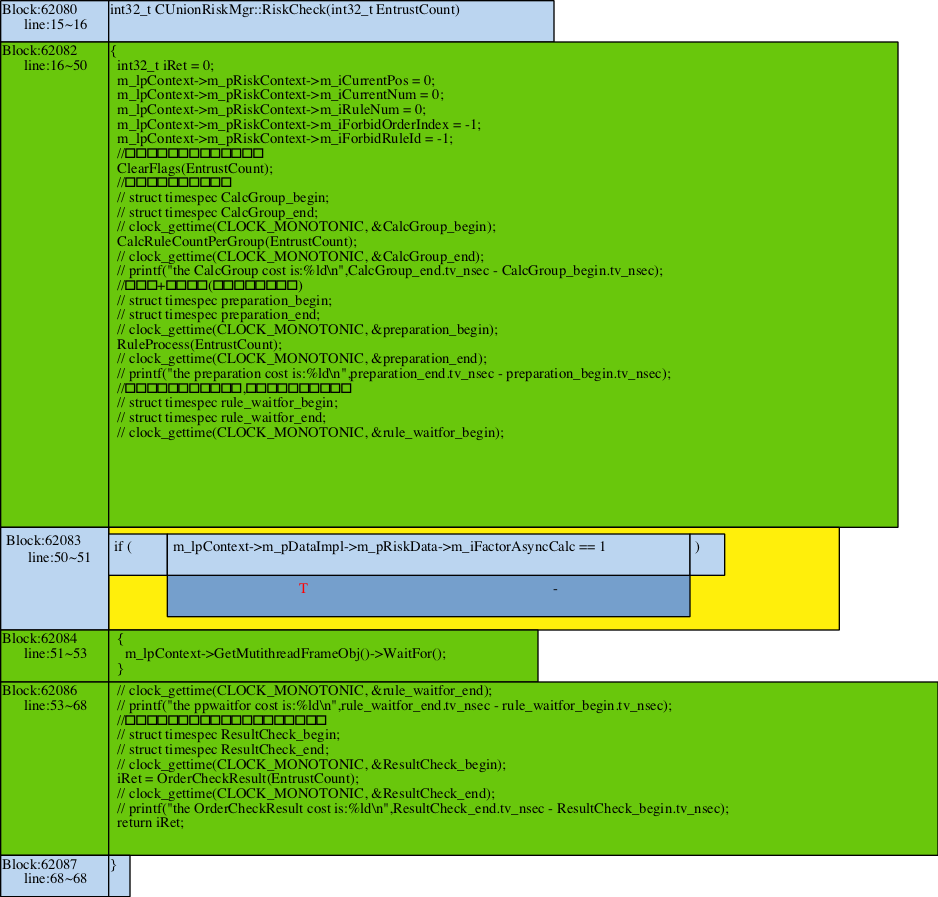 Block:62080
line:15~16
int32_t CUnionRiskMgr::RiskCheck(int32_t EntrustCount)
Block:62082
line:16~50
{
int32_t iRet = 0;
m_lpContext->m_pRiskContext->m_iCurrentPos = 0;
m_lpContext->m_pRiskContext->m_iCurrentNum = 0;
m_lpContext->m_pRiskContext->m_iRuleNum = 0;
m_lpContext->m_pRiskContext->m_iForbidOrderIndex = -1;
m_lpContext->m_pRiskContext->m_iForbidRuleId = -1;
//□□□□□□□□□□□□□
ClearFlags(EntrustCount);
//□□□□□□□□□□
// struct timespec CalcGroup_begin;
// struct timespec CalcGroup_end;
// clock_gettime(CLOCK_MONOTONIC, &CalcGroup_begin);
CalcRuleCountPerGroup(EntrustCount);
// clock_gettime(CLOCK_MONOTONIC, &CalcGroup_end);
// printf("the CalcGroup cost is:%ld\n",CalcGroup_end.tv_nsec - CalcGroup_begin.tv_nsec);
//□□□+□□□□(□□□□□□□□)
// struct timespec preparation_begin;
// struct timespec preparation_end;
// clock_gettime(CLOCK_MONOTONIC, &preparation_begin);
RuleProcess(EntrustCount);
// clock_gettime(CLOCK_MONOTONIC, &preparation_end);
// printf("the preparation cost is:%ld\n",preparation_end.tv_nsec - preparation_begin.tv_nsec);
//□□□□□□□□□□□,□□□□□□□□□□
// struct timespec rule_waitfor_begin;
// struct timespec rule_waitfor_end;
// clock_gettime(CLOCK_MONOTONIC, &rule_waitfor_begin);
Block:62083
line:50~51
if ( m_lpContext->m_pDataImpl->m_pRiskData->m_iFactorAsyncCalc == 1 )
T -
Block:62084
line:51~53
{
m_lpContext->GetMutithreadFrameObj()->WaitFor();
}
Block:62086
line:53~68
// clock_gettime(CLOCK_MONOTONIC, &rule_waitfor_end);
// printf("the ppwaitfor cost is:%ld\n",rule_waitfor_end.tv_nsec - rule_waitfor_begin.tv_nsec);
//□□□□□□□□□□□□□□□□□□□
// struct timespec ResultCheck_begin;
// struct timespec ResultCheck_end;
// clock_gettime(CLOCK_MONOTONIC, &ResultCheck_begin);
iRet = OrderCheckResult(EntrustCount);
// clock_gettime(CLOCK_MONOTONIC, &ResultCheck_end);
// printf("the OrderCheckResult cost is:%ld\n",ResultCheck_end.tv_nsec - ResultCheck_begin.tv_nsec);
return iRet;
Block:62087
line:68~68
}